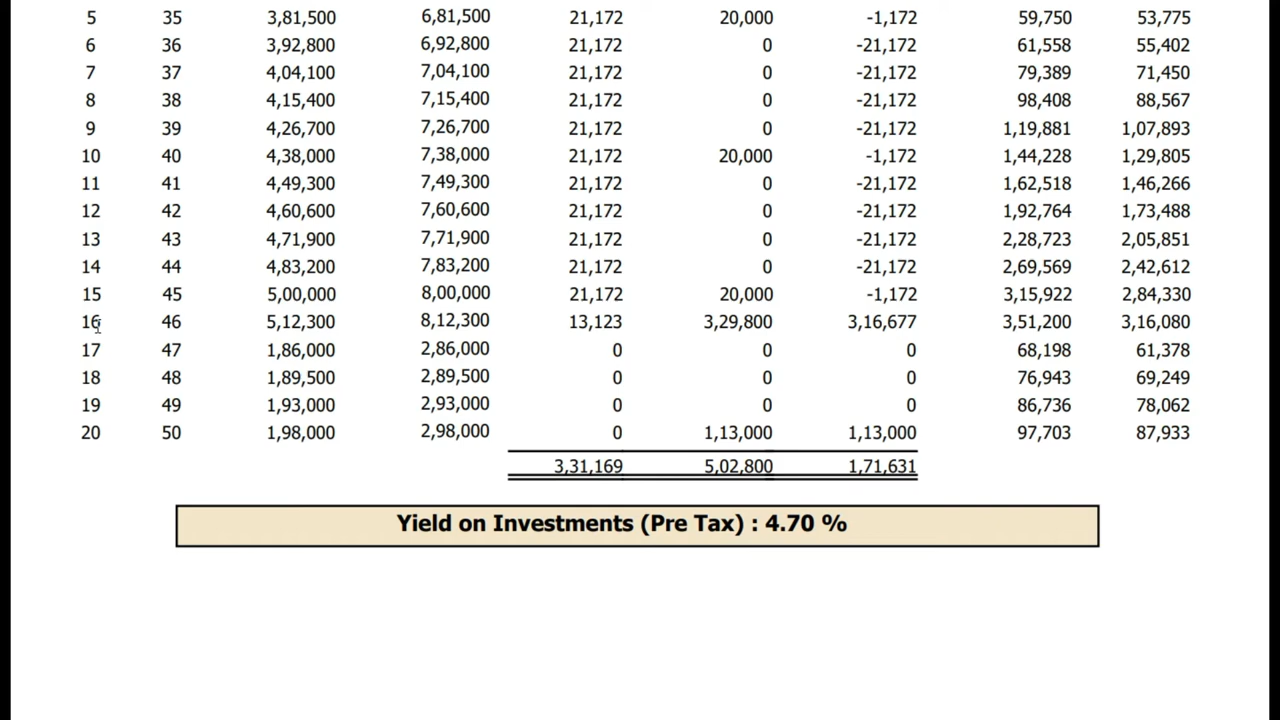 5 35 3,81,500 6,81,500 21,172 20,000 -1,172 59,750 53,775
6 36 3,92,800 6,92,800 21,172 0 -21,172 61,558 55,402
7 37 4,04,100 7,04,100 21,172 0 -21,172 79,389 71,450
8 38 4,15,400 7,15,400 21,172 0 -21,172 98,408 88,567
9 39 4,26,700 7,26,700 21,172 0 -21,172 1,19,881 1,07,893
10 40 4,38,000 7,38,000 21,172 20,000 -1,172 1,44,228 1,29,805
11 41 4,49,300 7,49,300 21,172 0 -21,172 1,62,518 1,46,266
12 42 4,60,600 7,60,600 21,172 0 -21,172 1,92,764 1,73,488
13 43 4,71,900 7,71,900 21,172 0 -21,172 2,28,723 2,05,851
14 44 4,83,200 7,83,200 21,172 0 -21,172 2,69,569 2,42,612
15 45 5,00,000 8,00,000 21,172 20,000 -1,172 3,15,922 2,84,330
16 46 5,12,300 8,12,300 13,123 3,29,800 3,16,677 3,51,200 3,16,080
17 47 1,86,000 2,86,000 0 0 0 68,198 61,378
18 48 1,89,500 2,89,500 0 0 0 76,943 69,249
19 49 1,93,000 2,93,000 0 0 0 86,736 78,062
20 50 1,98,000 2,98,000 0 1,13,000 1,13,000 97,703 87,933
3,31,169 5,02,800 1,71,631
Yield on Investments (Pre Tax) : 4.70 %